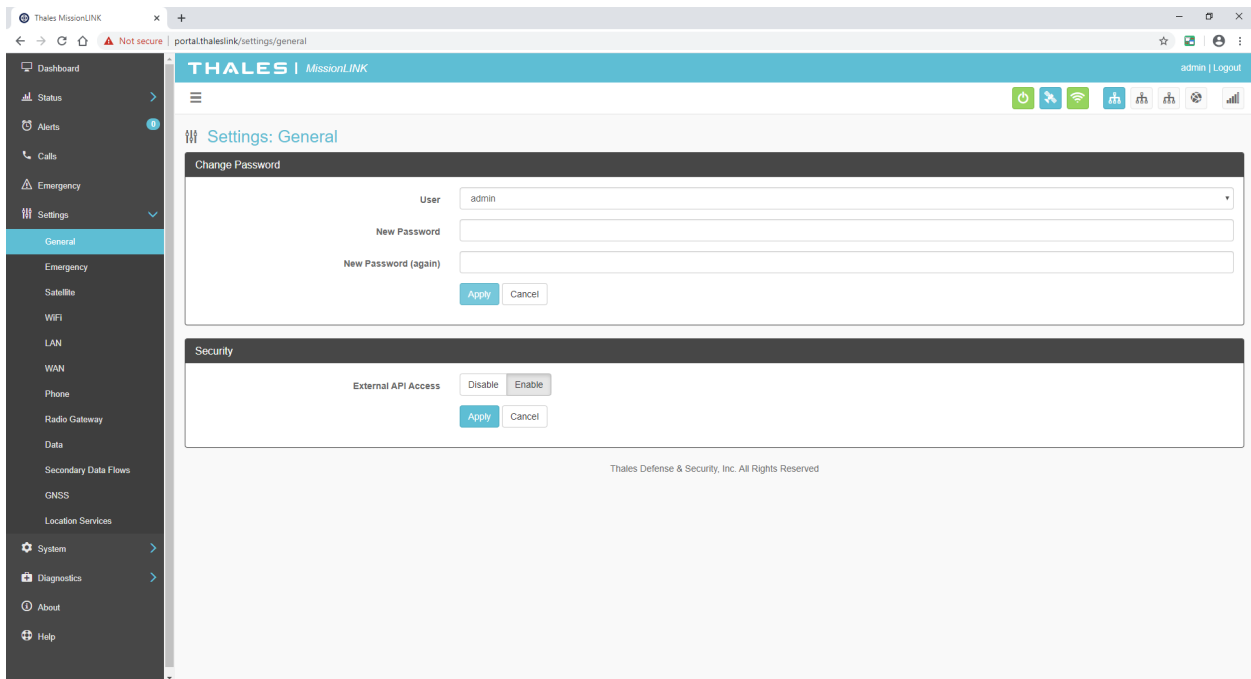 Thales MissionLINK
Not secure | portal.thaleslink/settings/general
Dashboard
Status
Alerts 0
Calls
Emergency
Settings
General
Emergency
Satellite
WiFi
LAN
WAN
Phone
Radio Gateway
Data
Secondary Data Flows
GNSS
Location Services
System
Diagnostics
About
Help
THALES | MissionLINK
admin | Logout
Settings: General
Change Password
User admin
New Password
New Password (again)
Apply Cancel
Security
External API Access Disable Enable
Apply Cancel
Thales Defense & Security, Inc. All Rights Reserved